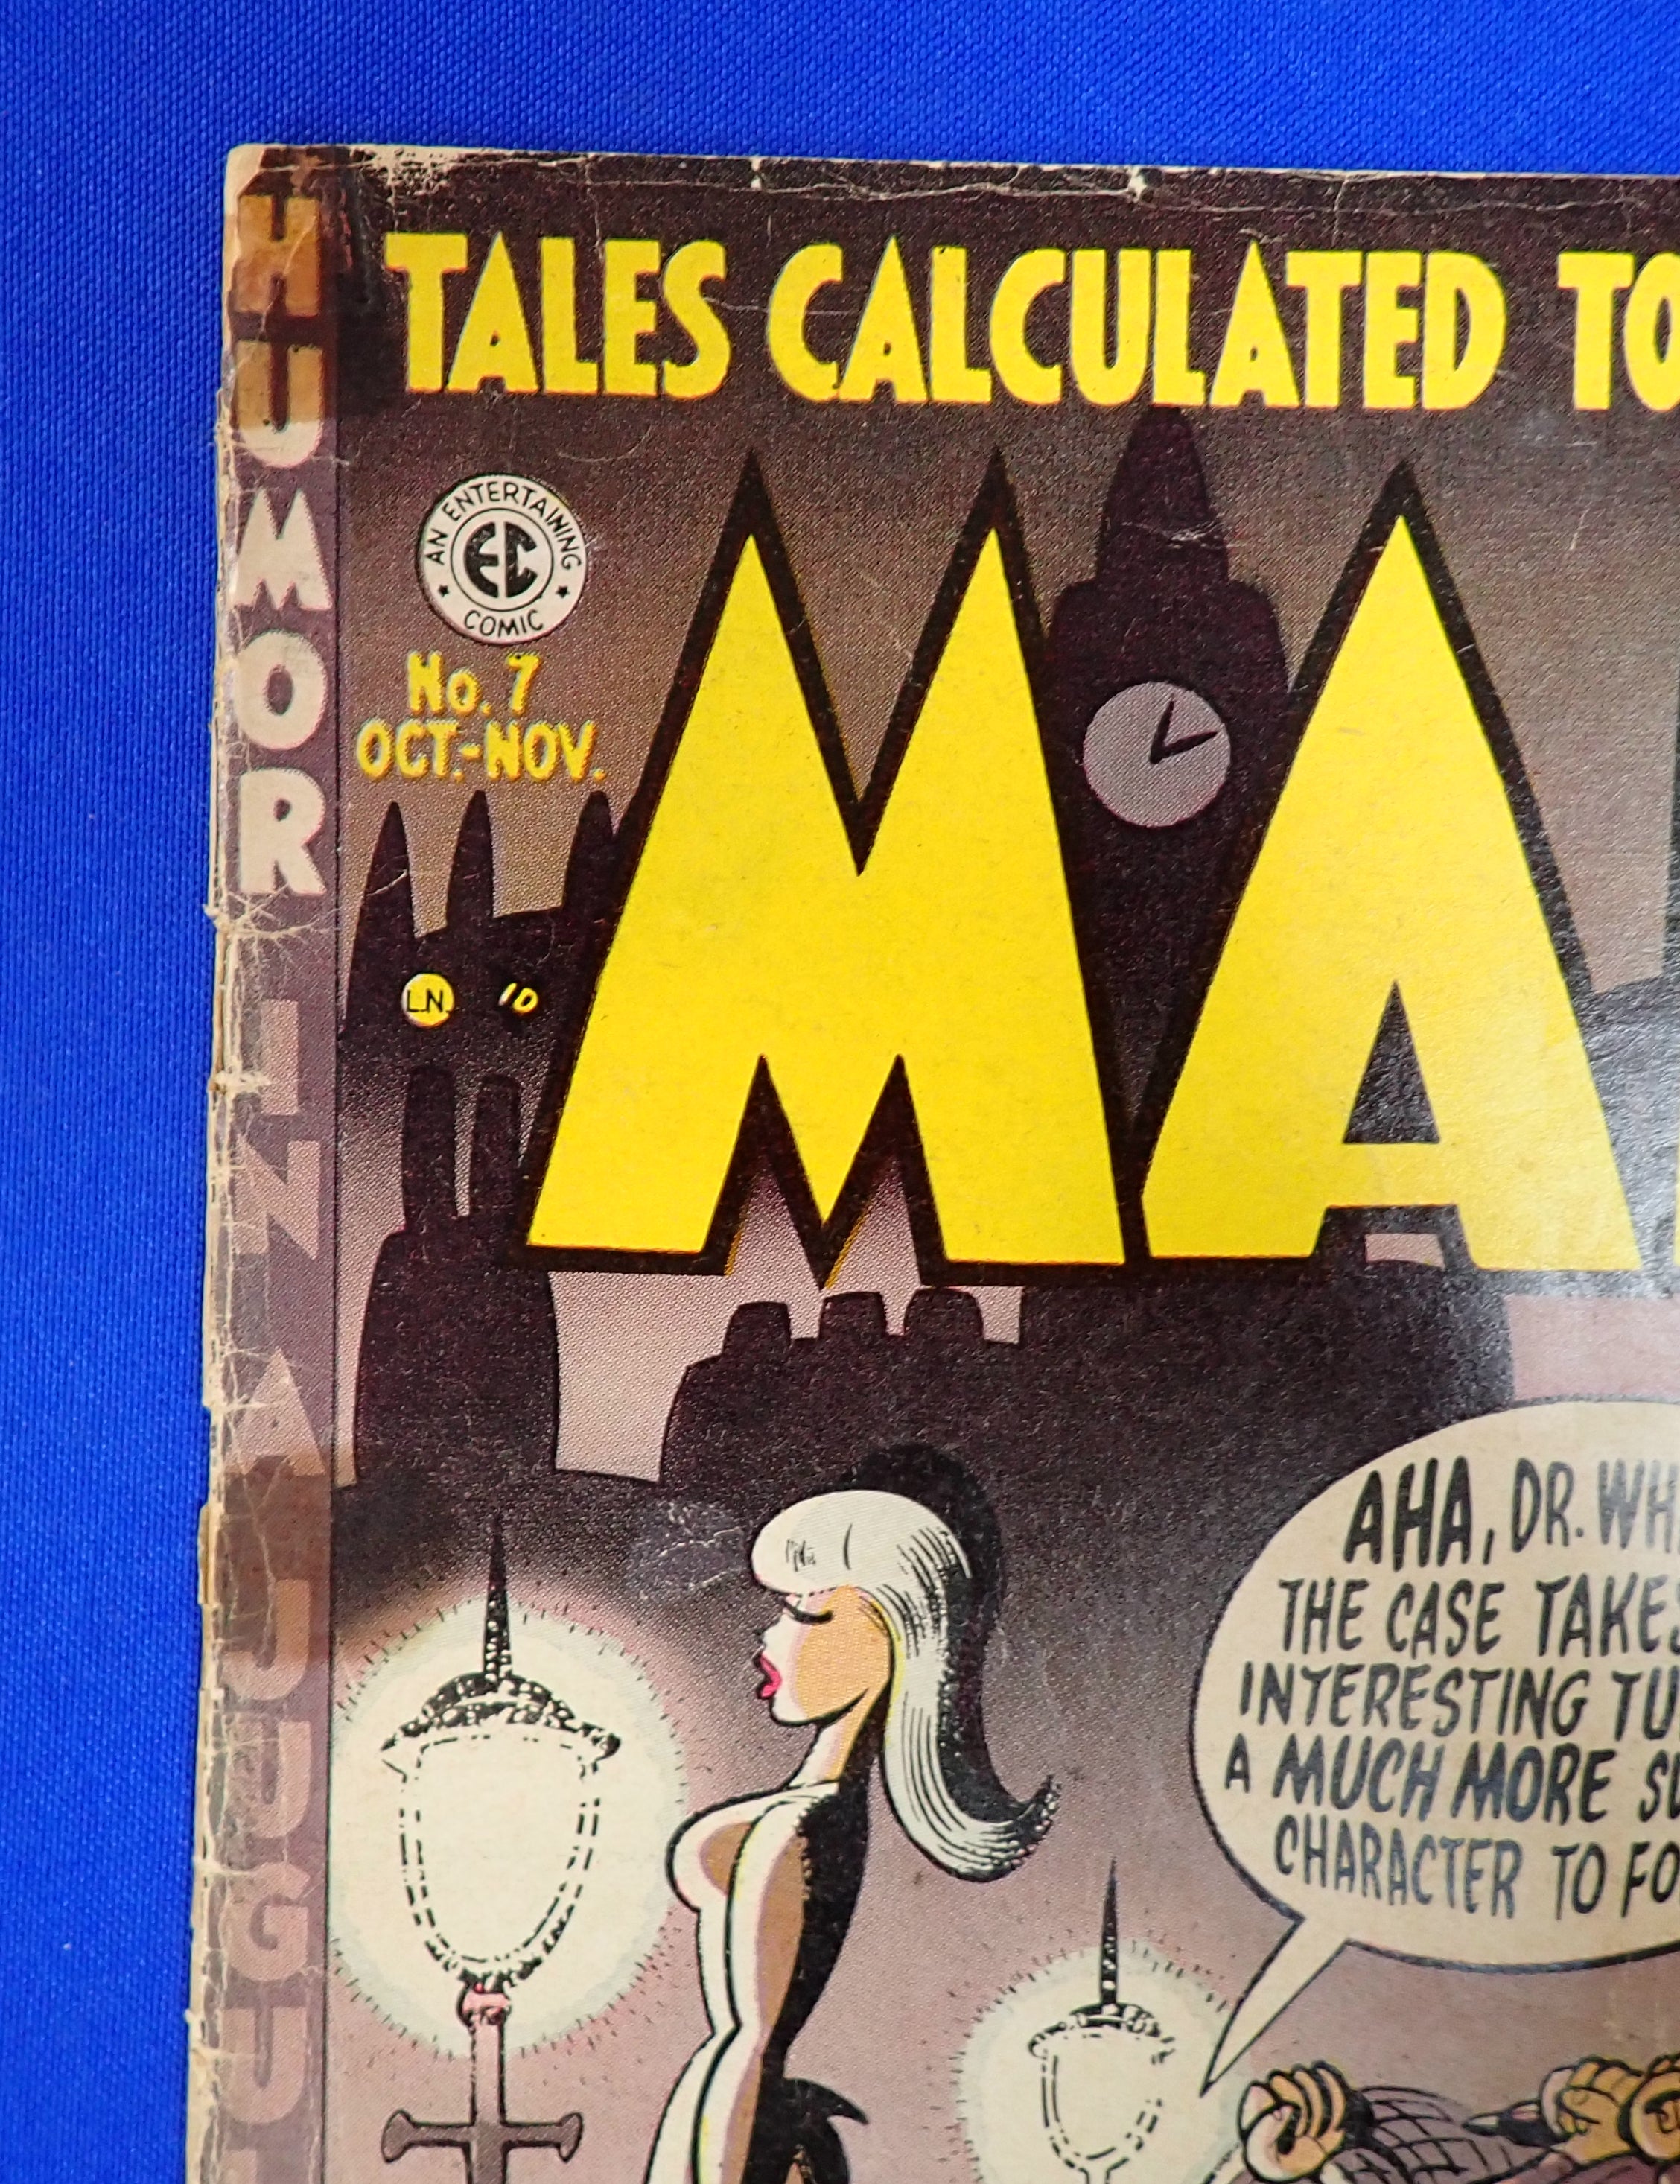 TALES CALCULATED TO
HUMOR IN A JUGU
AN ENTERTAINING
EC
COMIC
No. 7
OCT.-NOV.
MA
L.N. 1D
AHA, DR. WH
THE CASE TAKES
INTERESTING TU
A MUCH MORE
CHARACTER TO FO